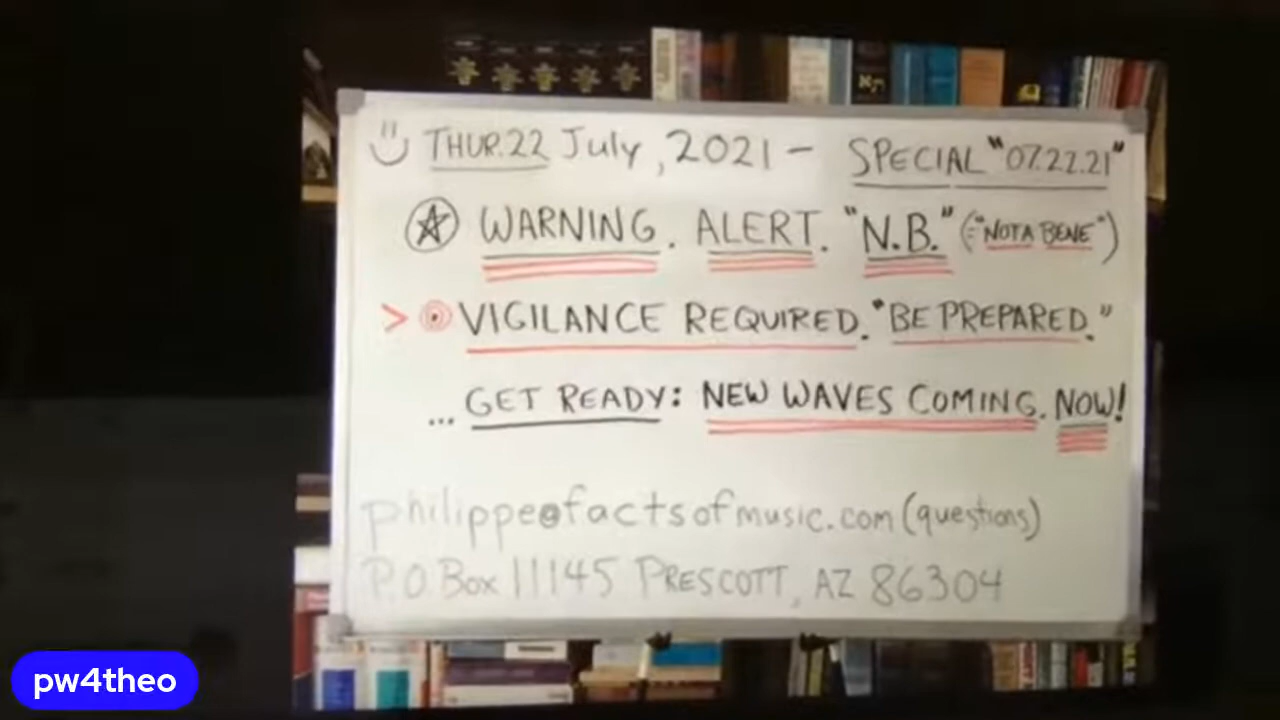 THUR.22 July, 2021 - SPECIAL "07.22.21"
WARNING. ALERT. "N.B." (="NOTA BENE")
> VIGILANCE REQUIRED. "BE PREPARED."
... GET READY: NEW WAVES COMING. NOW!
philippe@factsofmusic.com (questions)
P.O Box 11145 PRESCOTT, AZ 86304
pw4theo